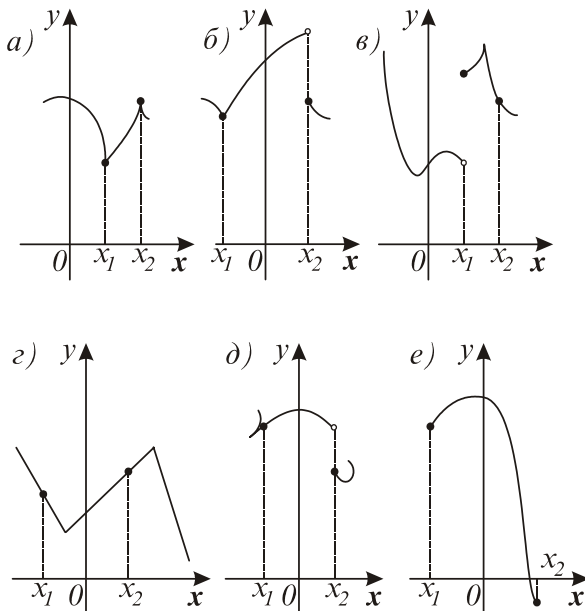 а) y б) y в) y
0 x₁ x₂ x x₁ 0 x₂ x 0 x₁ x₂ x
г) y д) y е) y
x₂
x₁ 0 x₂ x x₁ 0 x₂ x x₁ 0 x